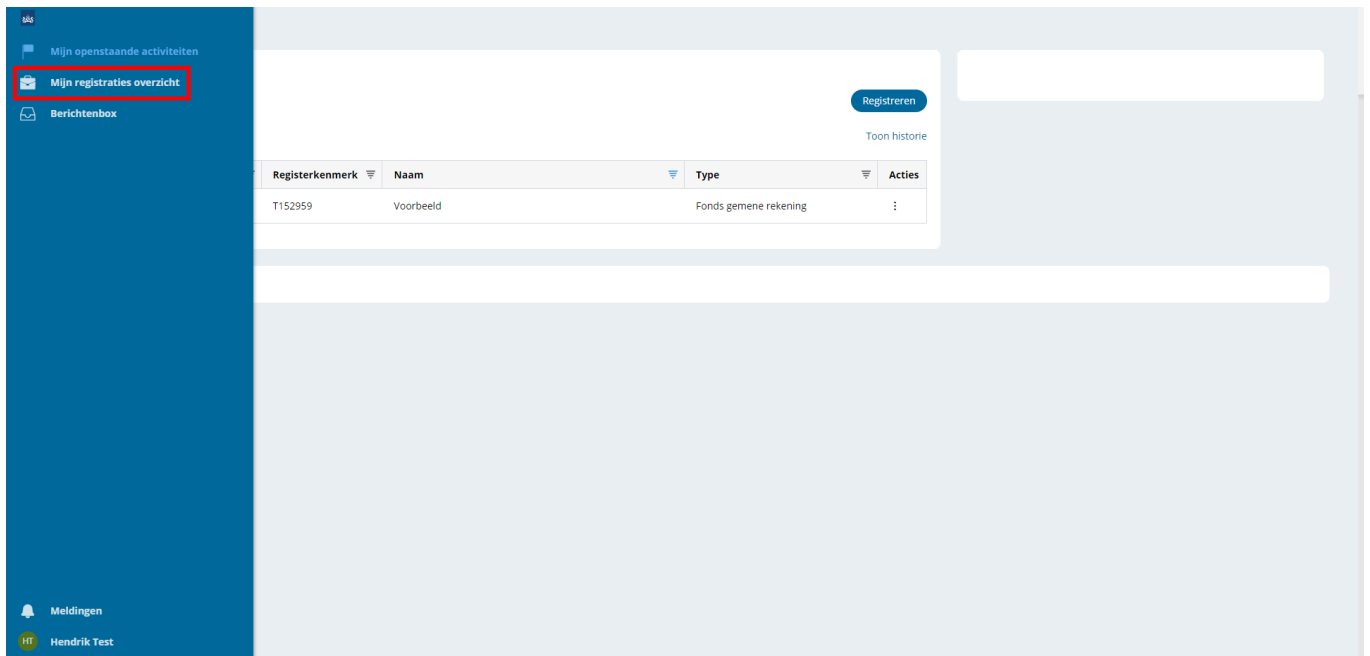 Mijn openstaande activiteiten
Mijn registraties overzicht
Berichtenbox
Registreren
Toon historie
Registerkenmerk Naam Type Acties
T152959 Voorbeeld Fonds gemene rekening
Meldingen
HT Hendrik Test